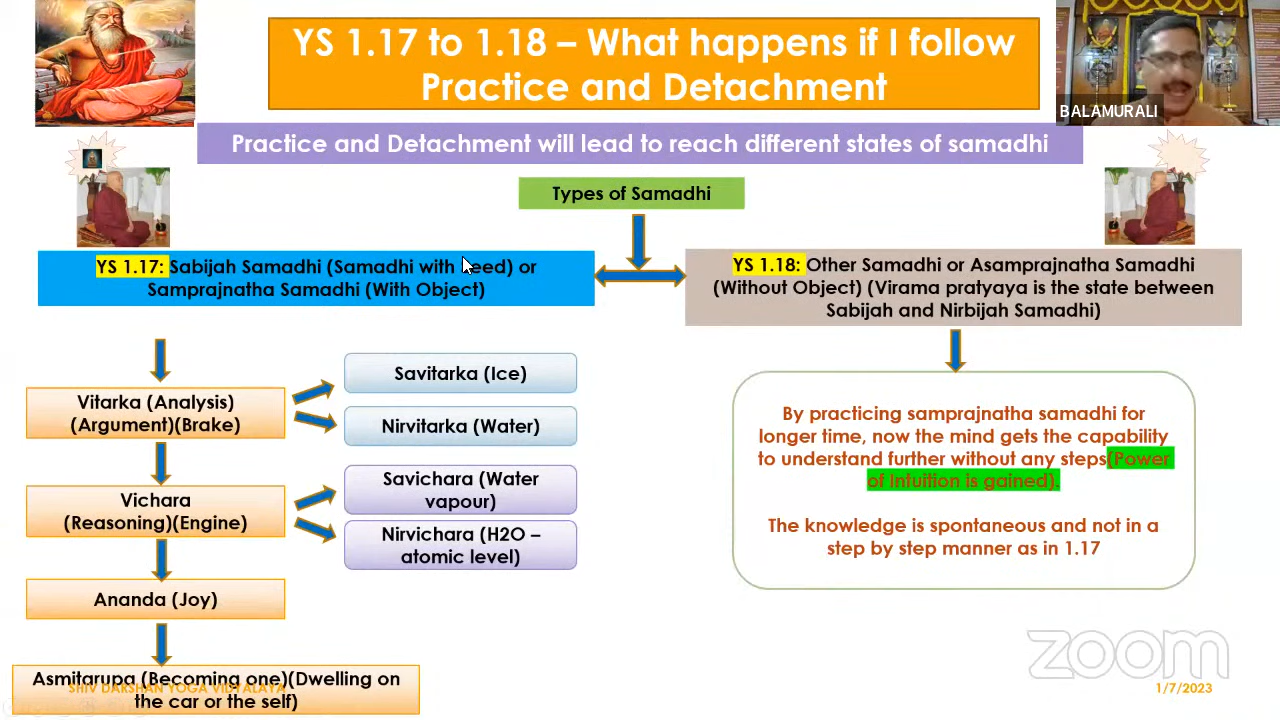 YS 1.17 to 1.18 – What happens if I follow
Practice and Detachment
BALAMURALI
Practice and Detachment will lead to reach different states of samadhi
Types of Samadhi
YS 1.17: Sabijah Samadhi (Samadhi with Seed) or
Samprajnatha Samadhi (With Object)
YS 1.18: Other Samadhi or Asamprajnatha Samadhi
(Without Object) (Virama pratyaya is the state between
Sabijah and Nirbijah Samadhi)
Vitarka (Analysis)
(Argument)(Brake)
Savitarka (Ice)
Nirvitarka (Water)
Vichara
(Reasoning)(Engine)
Savichara (Water
vapour)
Nirvichara (H2O –
atomic level)
Ananda (Joy)
Asmitarupa (Becoming one)(Dwelling on
the car or the self)
SHIV DARSHAN YOGA VIDYALAYA
By practicing samprajnatha samadhi for
longer time, now the mind gets the capability
to understand further without any steps(Power
of Intuition is gained).
The knowledge is spontaneous and not in a
step by step manner as in 1.17
zoom
1/7/2023